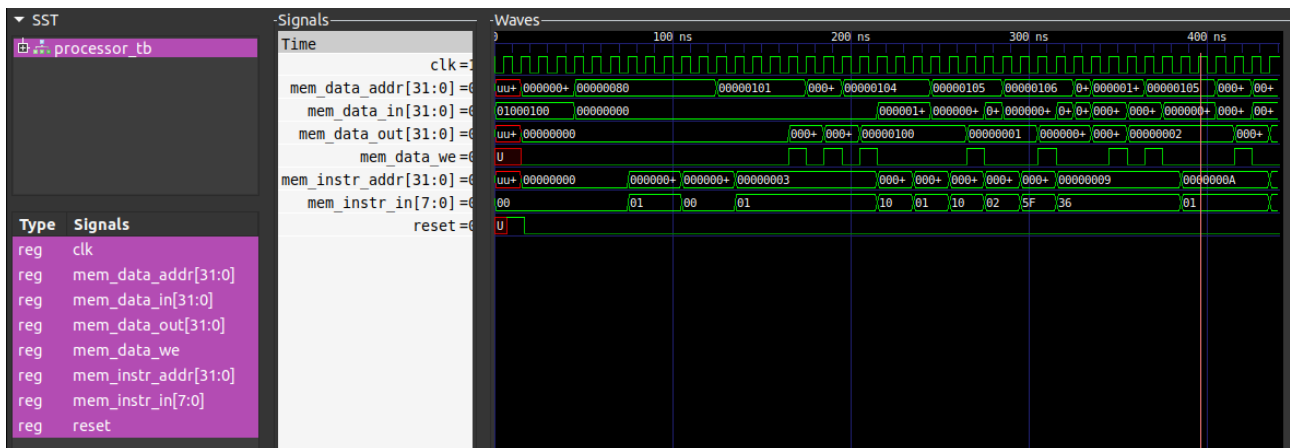 SST
processor_tb
Type Signals
reg clk
reg mem_data_addr[31:0]
reg mem_data_in[31:0]
reg mem_data_out[31:0]
reg mem_data_we
reg mem_instr_addr[31:0]
reg mem_instr_in[7:0]
reg reset
Signals
Time
clk =1
mem_data_addr[31:0] =0
mem_data_in[31:0] =0
mem_data_out[31:0] =0
mem_data_we =0
mem_instr_addr[31:0] =0
mem_instr_in[7:0] =0
reset =0
Waves
0 100 ns 200 ns 300 ns 400 ns
uu+ 000000+ 00000080 00000101 000+ 00000104 00000105 00000106 0+ 000001+ 00000105 000+ 00+
01000100 00000000 000001+ 000000+ 0+ 000000+ 0+ 0+ 000+ 000+ 000000+ 000+ 00+
uu+ 00000000 000+ 000+ 00000100 00000001 000000+ 000+ 00000002 000+
U
uu+ 00000000 000000+ 000000+ 00000003 000+ 000+ 000+ 000+ 000+ 00000009 0000000A
00 01 00 01 10 01 10 02 5F 36 01
U